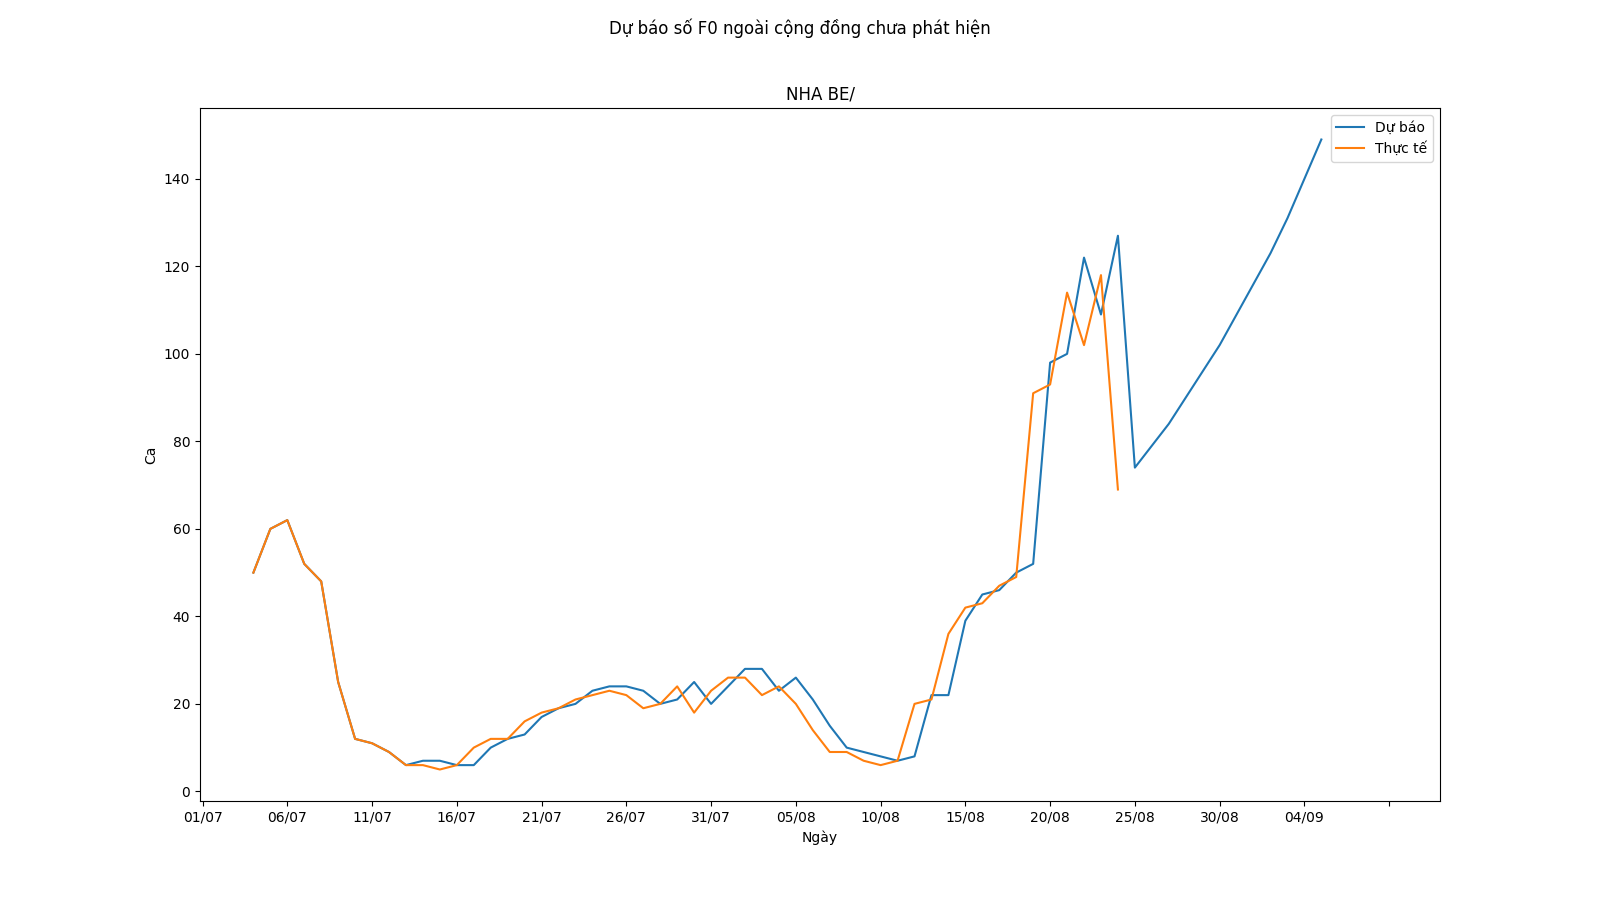 Dự báo số F0 ngoài cộng đồng chưa phát hiện
NHA BE/
Dự báo
Thực tế
140
120
100
80
60
40
20
0
Ca
01/07 06/07 11/07 16/07 21/07 26/07 31/07 05/08 10/08 15/08 20/08 25/08 30/08 04/09
Ngày